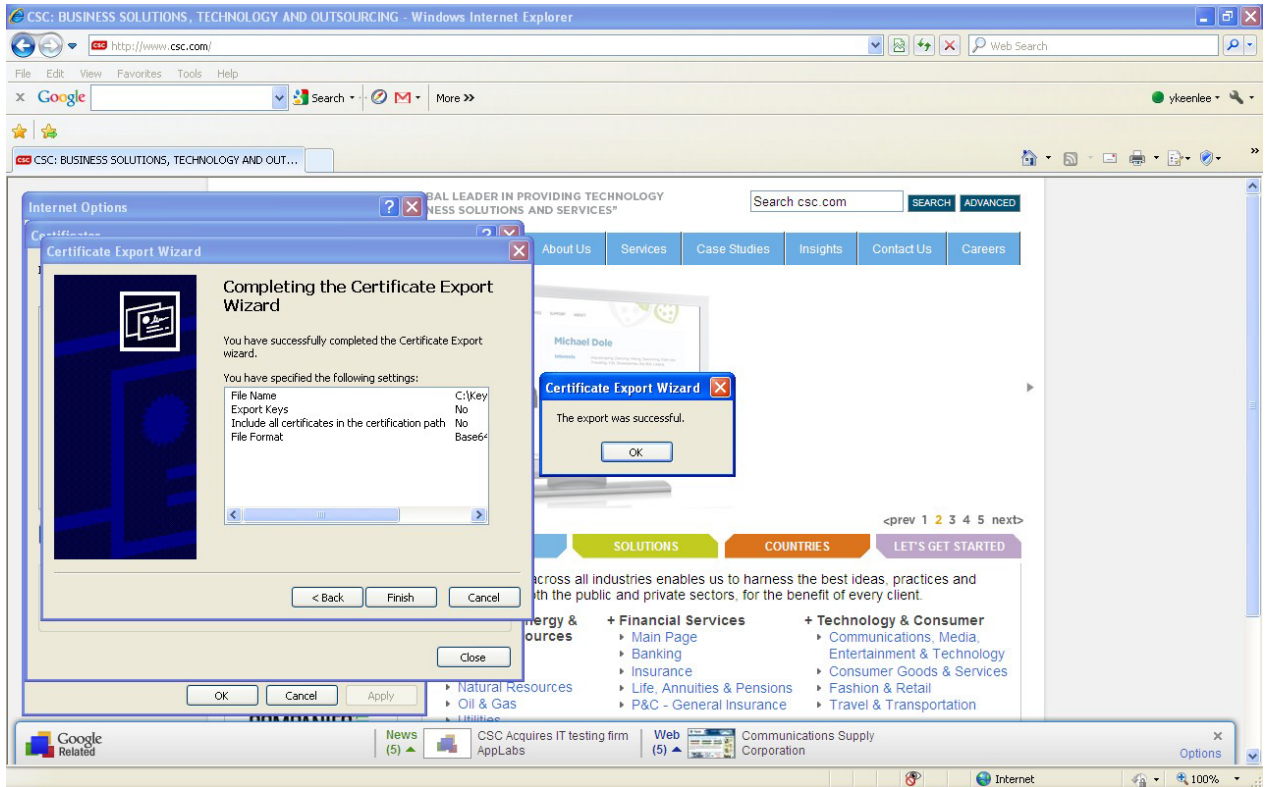 CSC: BUSINESS SOLUTIONS, TECHNOLOGY AND OUTSOURCING - Windows Internet Explorer
csc http://www.csc.com/
Web Search
File Edit View Favorites Tools Help
x Google Search More >> ykeenlee
csc CSC: BUSINESS SOLUTIONS, TECHNOLOGY AND OUT...
BAL LEADER IN PROVIDING TECHNOLOGY
NESS SOLUTIONS AND SERVICES"
Search csc.com SEARCH ADVANCED
About Us Services Case Studies Insights Contact Us Careers
Internet Options
Certificates
Certificate Export Wizard
Completing the Certificate Export
Wizard
You have successfully completed the Certificate Export
wizard.
You have specified the following settings:
File Name C:\Key
Export Keys No
Include all certificates in the certification path No
File Format Base64
< Back Finish Cancel
Close
OK Cancel Apply
Michael Dole
Certificate Export Wizard
The export was successful.
OK
<prev 1 2 3 4 5 next>
SOLUTIONS COUNTRIES LET'S GET STARTED
across all industries enables us to harness the best ideas, practices and
oth the public and private sectors, for the benefit of every client.
nergy &
ources
Natural Resources
Oil & Gas
Utilities
+ Financial Services
Main Page
Banking
Insurance
Life, Annuities & Pensions
P&C - General Insurance
+ Technology & Consumer
Communications, Media,
Entertainment & Technology
Consumer Goods & Services
Fashion & Retail
Travel & Transportation
Google
Related
News
(5)
CSC Acquires IT testing firm
AppLabs
Web
(5)
Communications Supply
Corporation
x
Options
Internet 100%